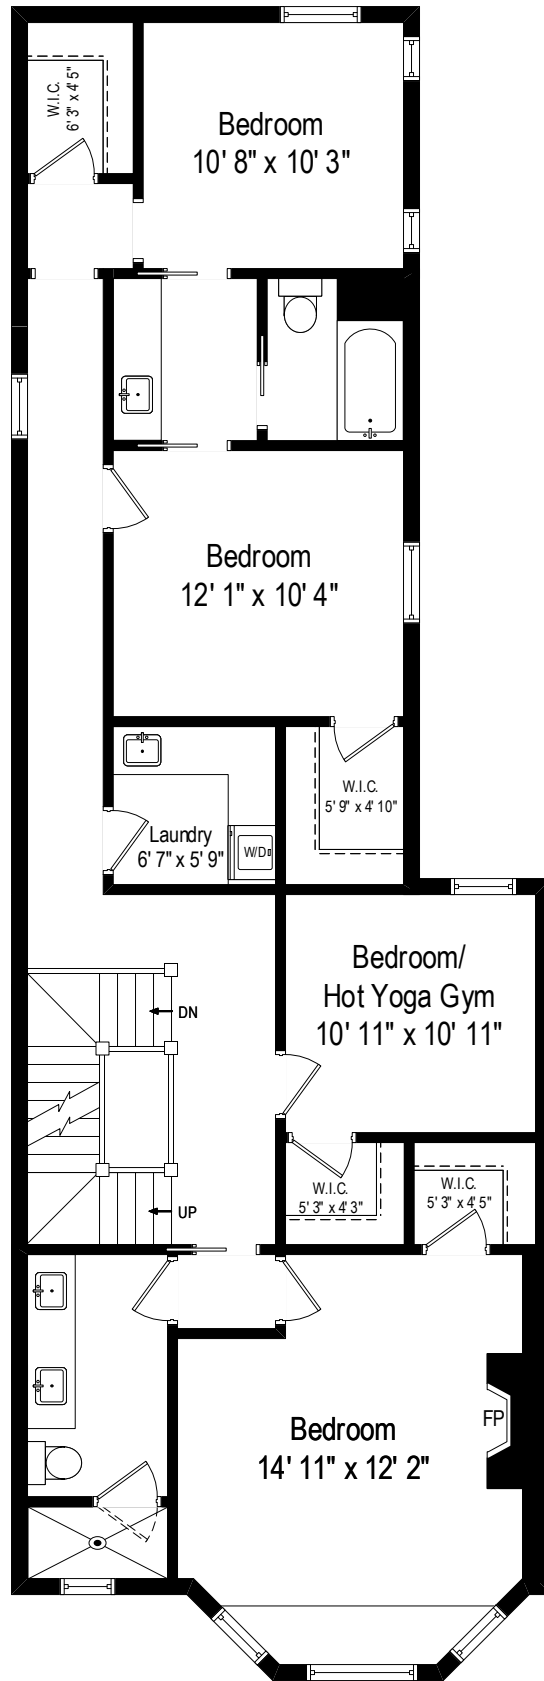 W.I.C.
6' 3" x 4' 5"
Bedroom
10' 8" x 10' 3"
Bedroom
12' 1" x 10' 4"
W.I.C.
5' 9" x 4' 10"
Laundry
6' 7" x 5' 9"
W/D
Bedroom/
Hot Yoga Gym
10' 11" x 10' 11"
DN
UP
W.I.C.
5' 3" x 4' 3"
W.I.C.
5' 3" x 4' 5"
FP
Bedroom
14' 11" x 12' 2"